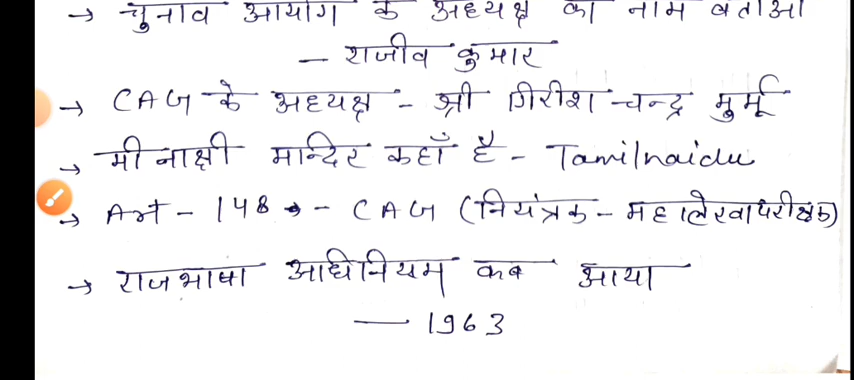 → चुनाव आयोग के अध्यक्ष का नाम बताओ
— राजीव कुमार
→ CAG के अध्यक्ष - श्री गिरीश चन्द्र मुर्मू
→ मीनाक्षी मान्दिर कहाँ है - Tamilnaidu
→ Art - 148 → - CAG (नियंत्रक - महालेखापरीक्षक)
→ राजभाषा अधिनियम कब आया
— 1963